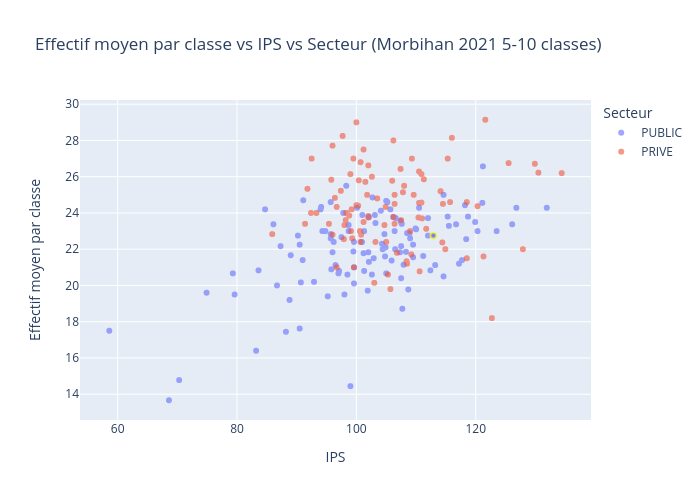 Effectif moyen par classe vs IPS vs Secteur (Morbihan 2021 5-10 classes)
Secteur
PUBLIC
PRIVE
Effectif moyen par classe
30
28
26
24
22
20
18
16
14
60 80 100 120
IPS